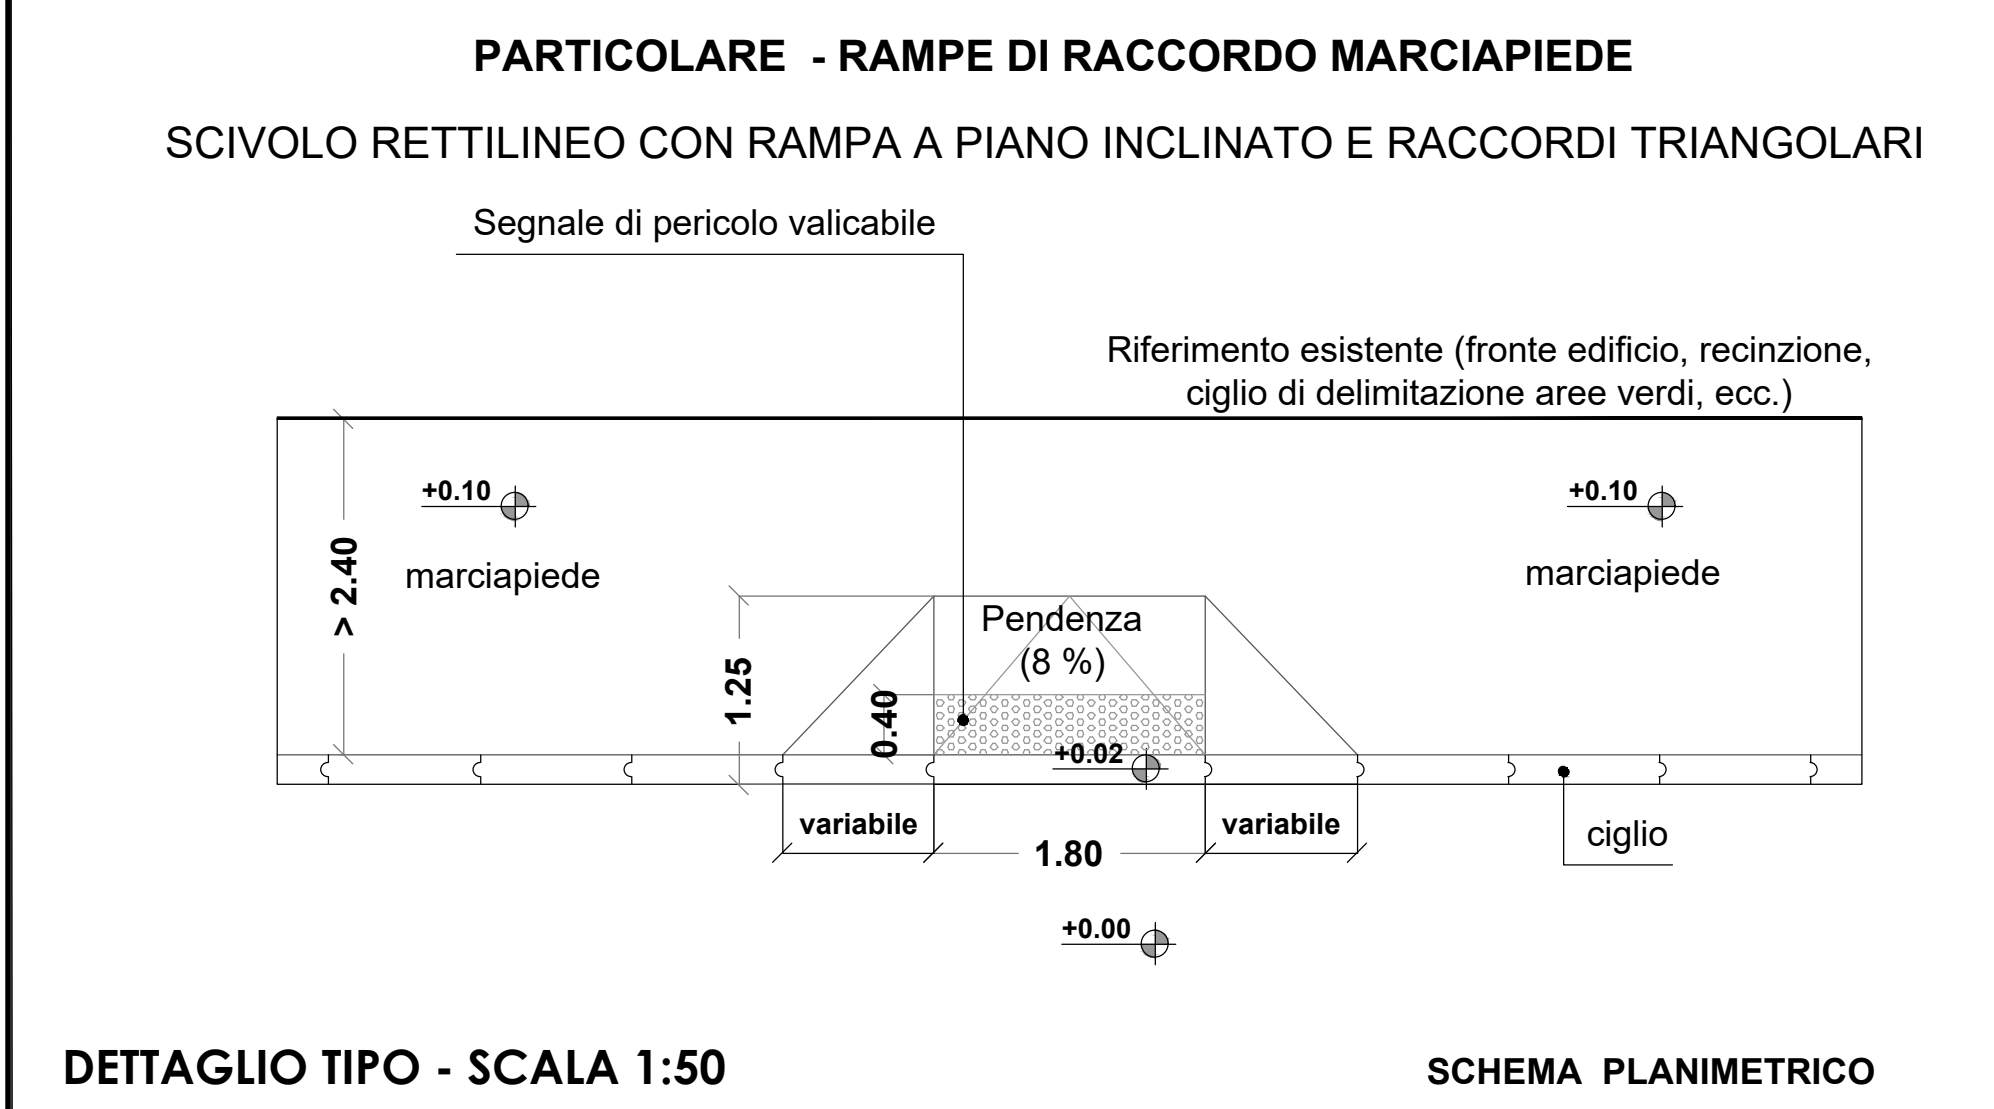 PARTICOLARE - RAMPE DI RACCORDO MARCIAPIEDE
SCIVOLO RETTILINEO CON RAMPA A PIANO INCLINATO E RACCORDI TRIANGOLARI
Segnale di pericolo valicabile
Riferimento esistente (fronte edificio, recinzione,
ciglio di delimitazione aree verdi, ecc.)
+0.10
+0.10
> 2.40
marciapiede
marciapiede
Pendenza
(8 %)
1.25
0.40
+0.02
variabile
variabile
1.80
ciglio
+0.00
DETTAGLIO TIPO - SCALA 1:50
SCHEMA PLANIMETRICO